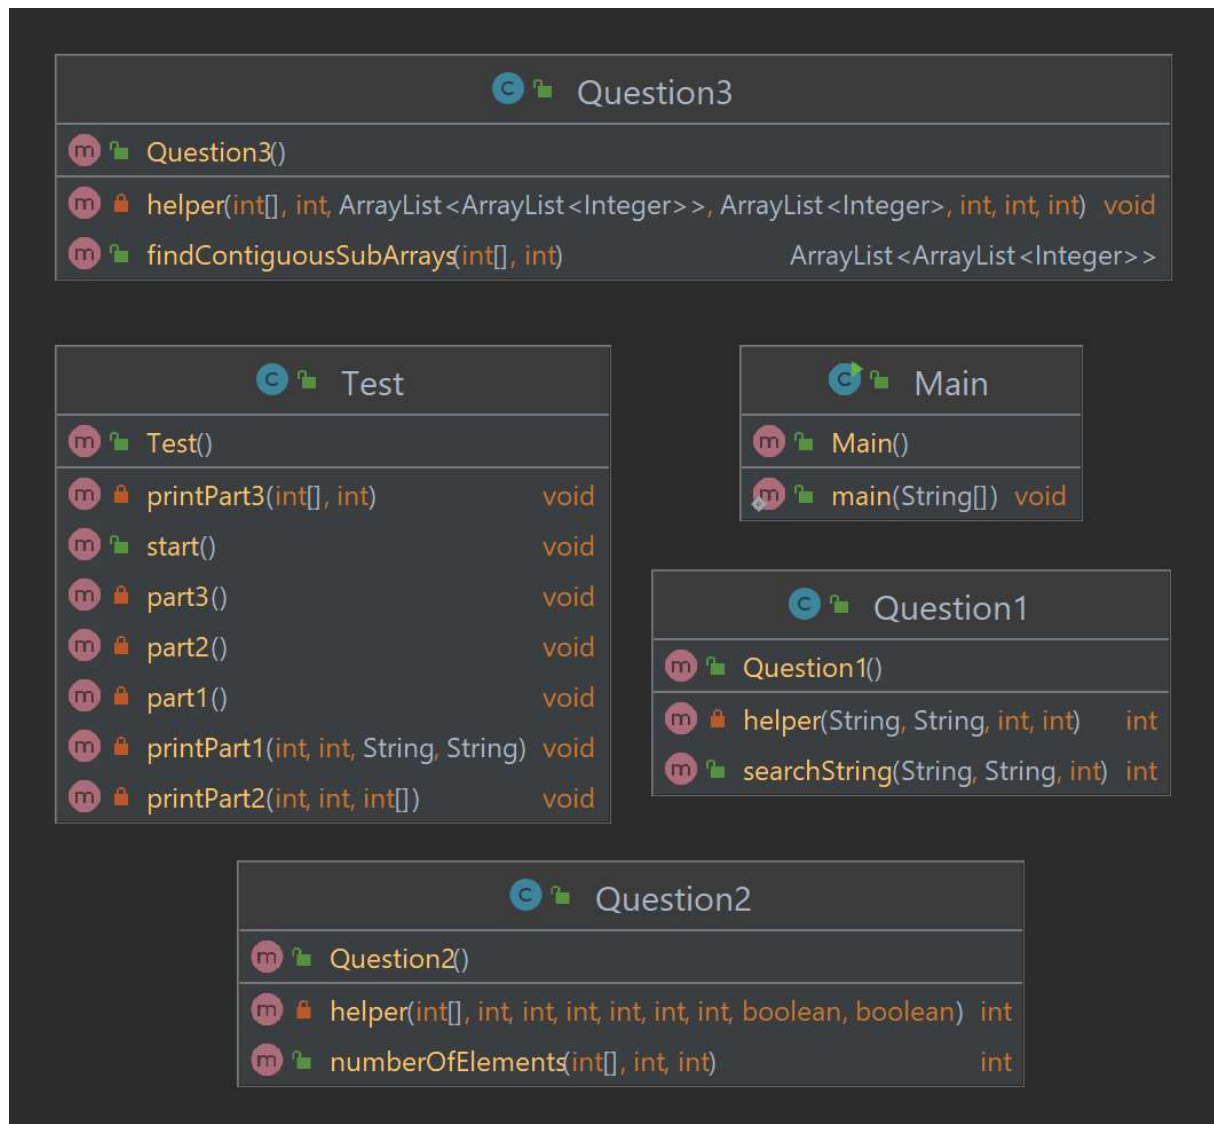 Question3
Question3()
helper(int[], int, ArrayList<ArrayList<Integer>>, ArrayList<Integer>, int, int, int) void
findContiguousSubArrays(int[], int) ArrayList<ArrayList<Integer>>
Test
Test()
printPart3(int[], int) void
start() void
part3() void
part2() void
part1() void
printPart1(int, int, String, String) void
printPart2(int, int, int[]) void
Main
Main()
main(String[]) void
Question1
Question1()
helper(String, String, int, int) int
searchString(String, String, int) int
Question2
Question2()
helper(int[], int, int, int, int, int, int, boolean, boolean) int
numberOfElements(int[], int, int) int